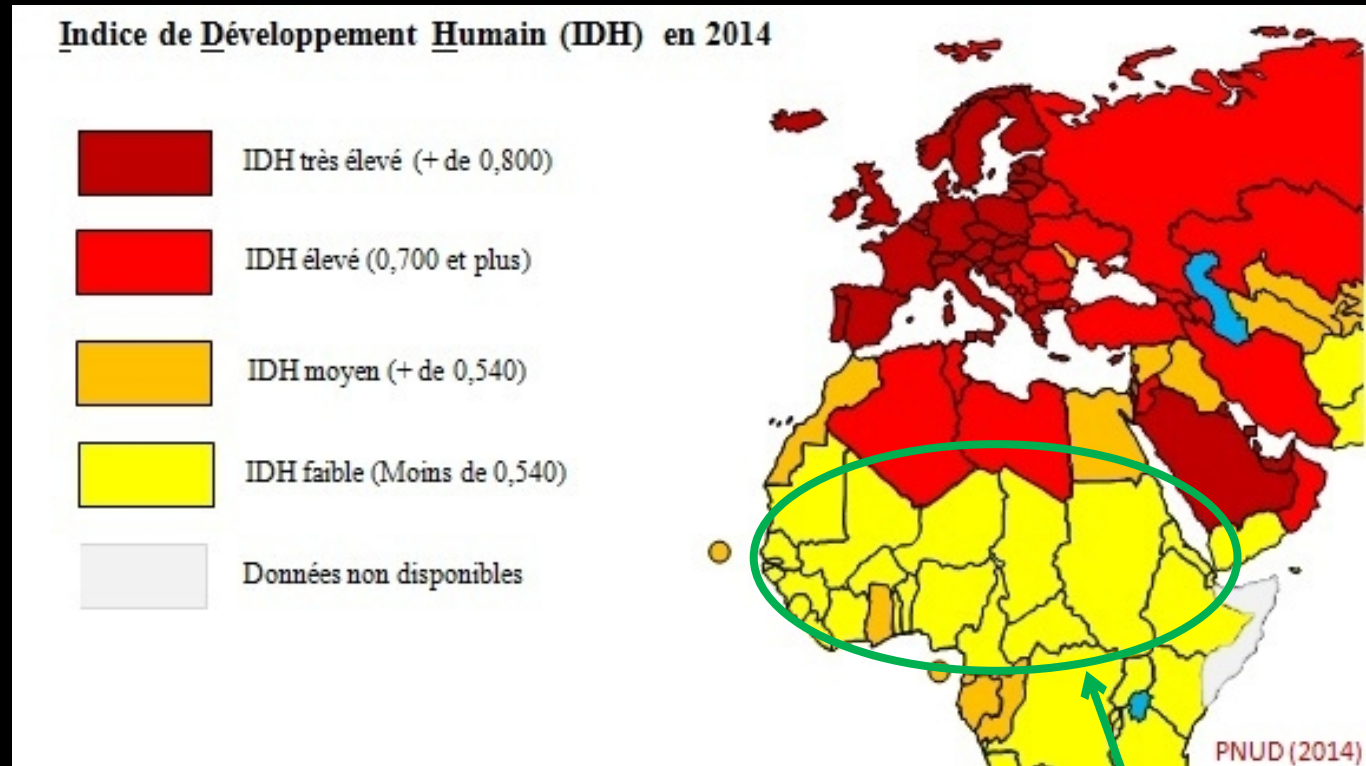 Indice de Développement Humain (IDH) en 2014
IDH très élevé (+ de 0,800)
IDH élevé (0,700 et plus)
IDH moyen (+ de 0,540)
IDH faible (Moins de 0,540)
Données non disponibles
PNUD (2014)